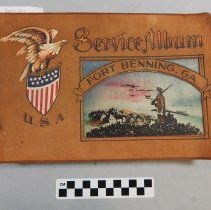 Service Album
FORT BENNING, GA.
U.S.A.